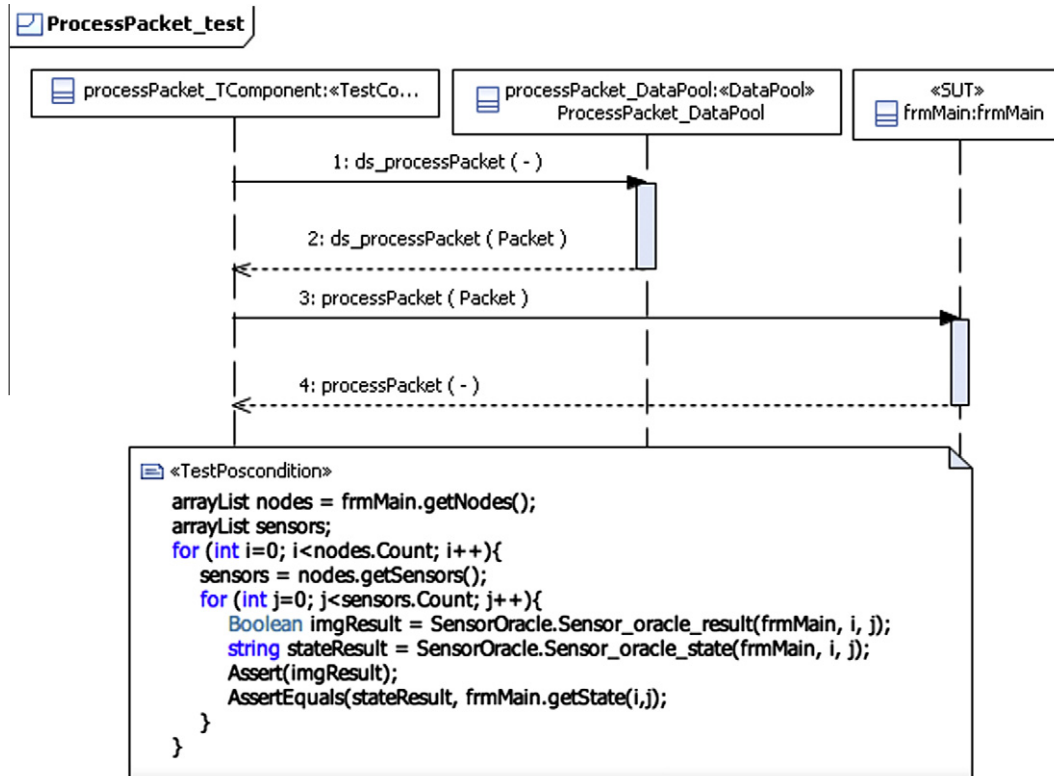 ProcessPacket_test
processPacket_TComponent:«TestCo...
processPacket_DataPool:«DataPool»
ProcessPacket_DataPool
«SUT»
frmMain:frmMain
1: ds_processPacket ( - )
2: ds_processPacket ( Packet )
3: processPacket ( Packet )
4: processPacket ( - )
«TestPoscondition»
arrayList nodes = frmMain.getNodes();
arrayList sensors;
for (int i=0; i<nodes.Count; i++){
sensors = nodes.getSensors();
for (int j=0; j<sensors.Count; j++){
Boolean imgResult = SensorOracle.Sensor_oracle_result(frmMain, i, j);
string stateResult = SensorOracle.Sensor_oracle_state(frmMain, i, j);
Assert(imgResult);
AssertEquals(stateResult, frmMain.getState(i,j);
}
}